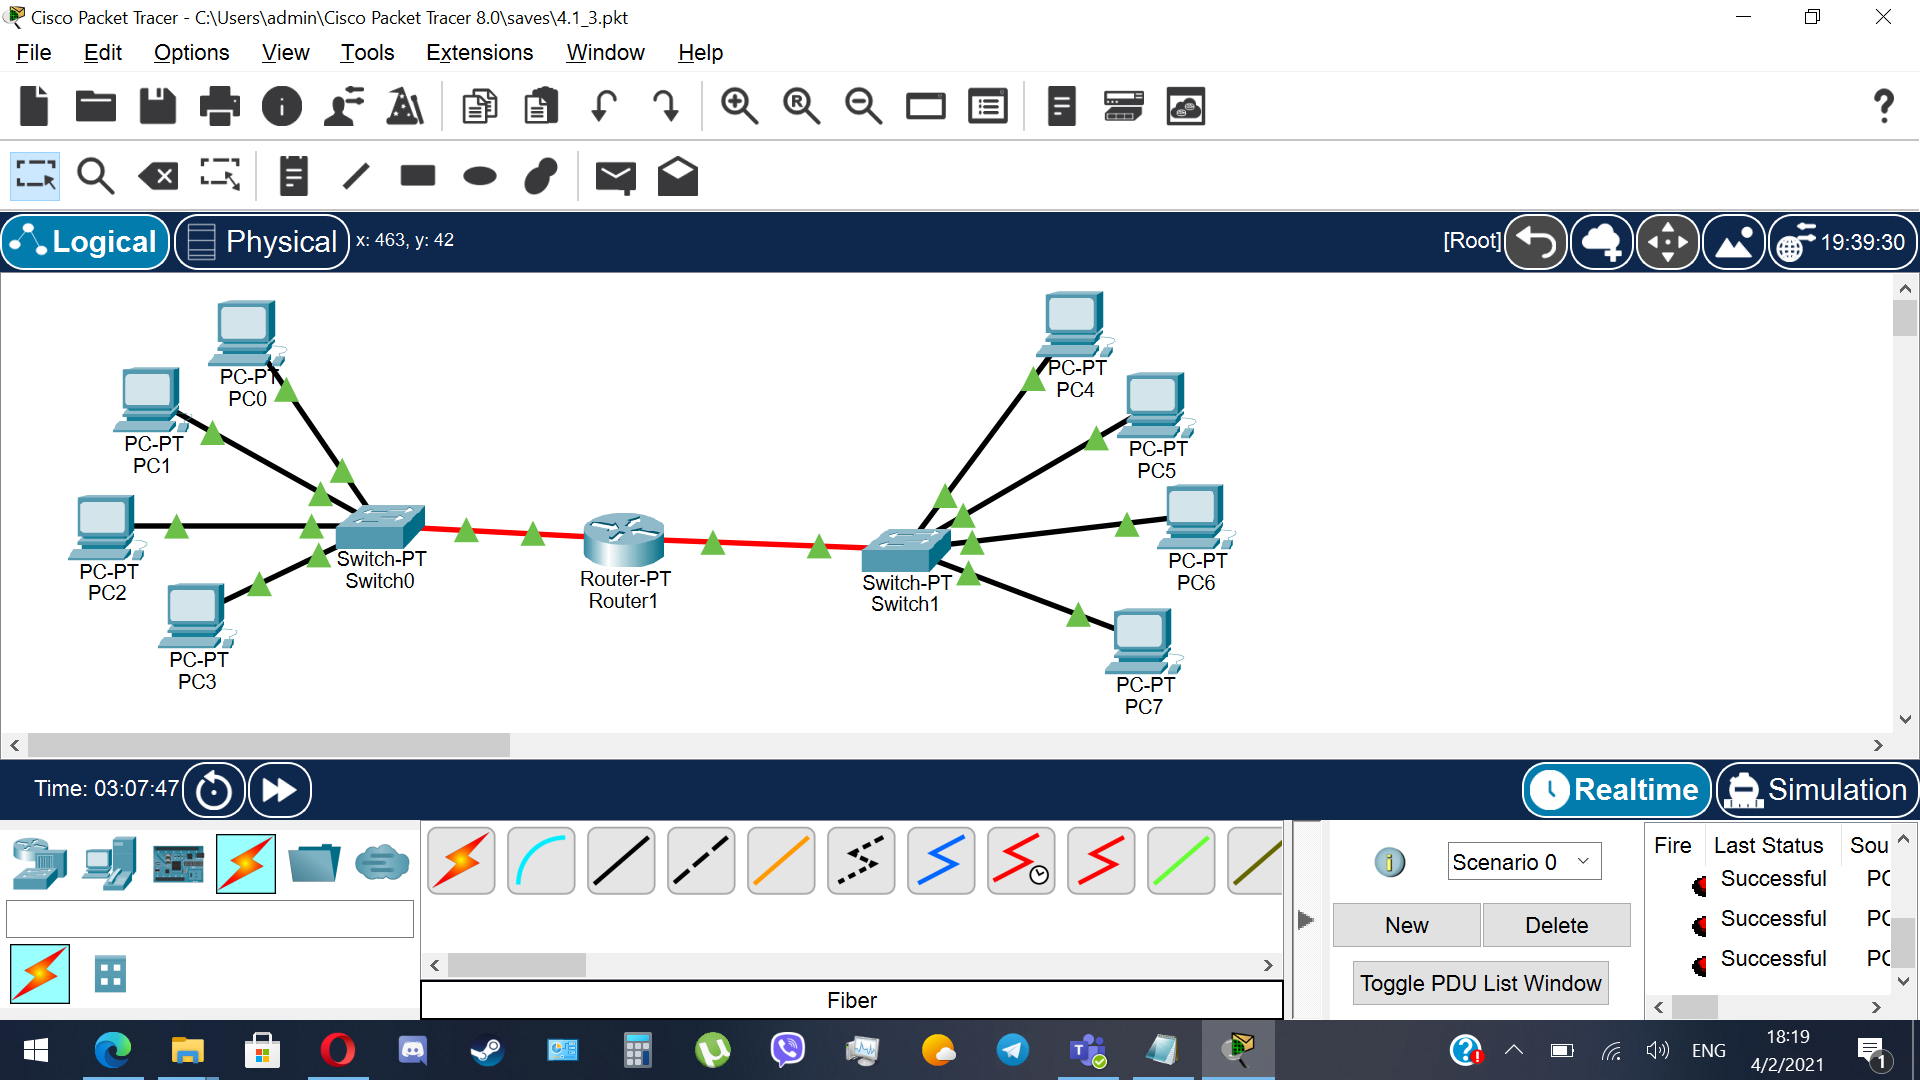 Cisco Packet Tracer - C:\Users\admin\Cisco Packet Tracer 8.0\saves\4.1_3.pkt
File Edit Options View Tools Extensions Window Help
Logical Physical x: 463, y: 42 [Root] 19:39:30
PC-PT
PC0
PC-PT
PC1
PC-PT
PC2
PC-PT
PC3
Switch-PT
Switch0
Router-PT
Router1
Switch-PT
Switch1
PC-PT
PC4
PC-PT
PC5
PC-PT
PC6
PC-PT
PC7
Time: 03:07:47 Realtime Simulation
Scenario 0
New Delete
Toggle PDU List Window
Fire Last Status Sou
Successful PC
Successful PC
Successful PC
Fiber
ENG
18:19
4/2/2021
1